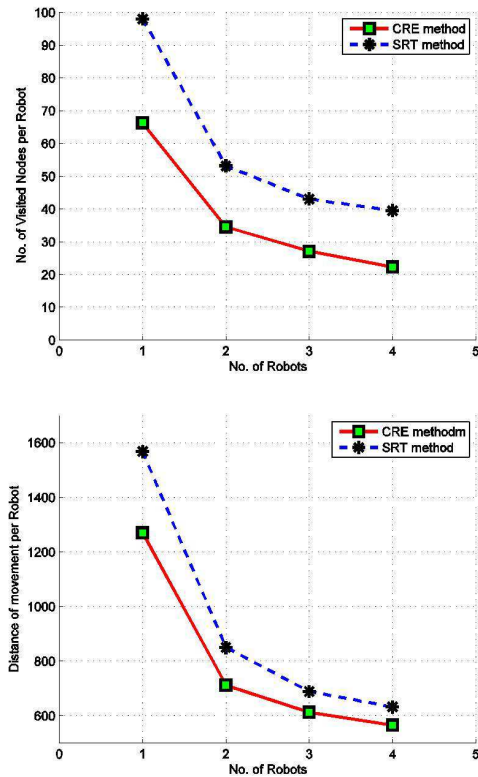 100
90
80
70
60
50
40
30
20
10
0
No. of Visited Nodes per Robot
CRE method
SRT method
0 1 2 3 4 5
No. of Robots
1600
1400
1200
1000
800
600
Distance of movement per Robot
CRE methodm
SRT method
0 1 2 3 4 5
No. of Robots